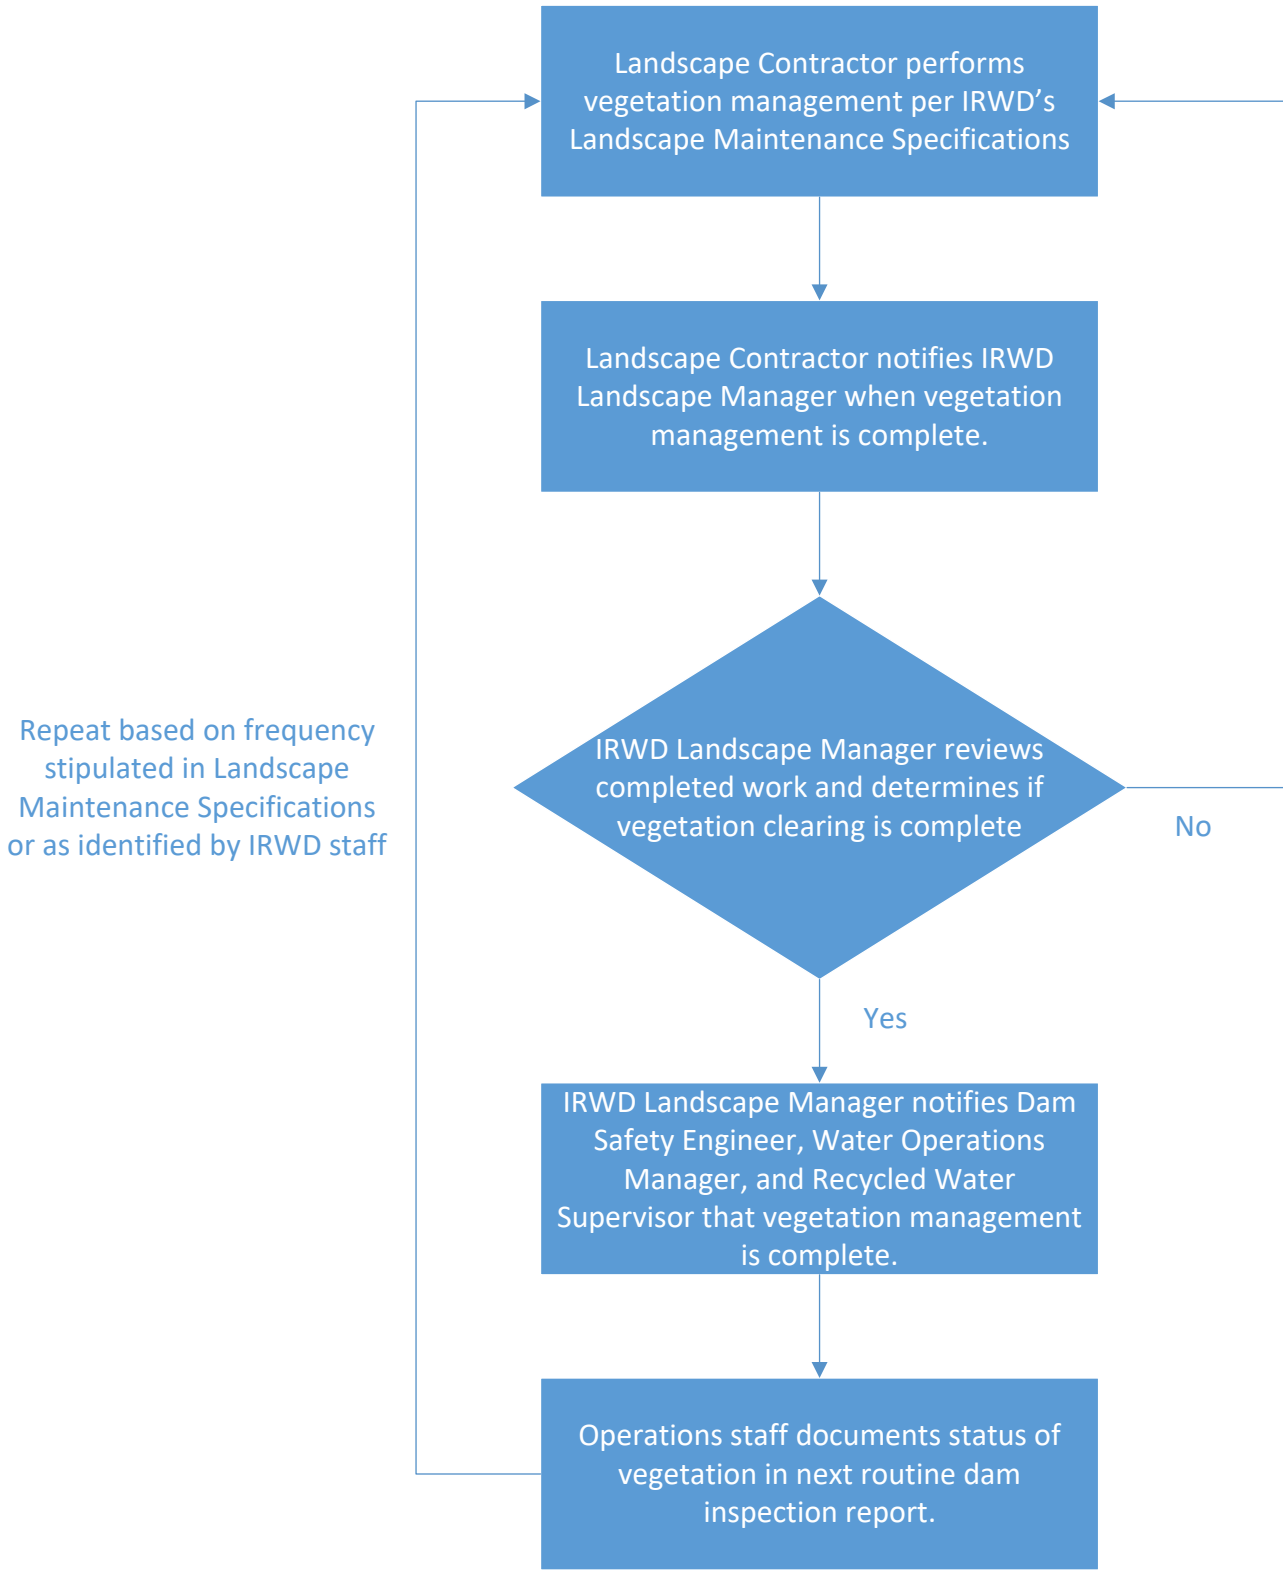 Landscape Contractor performs
vegetation management per IRWD’s
Landscape Maintenance Specifications
Landscape Contractor notifies IRWD
Landscape Manager when vegetation
management is complete.
Repeat based on frequency
stipulated in Landscape
Maintenance Specifications
or as identified by IRWD staff
IRWD Landscape Manager reviews
completed work and determines if
vegetation clearing is complete
No
Yes
IRWD Landscape Manager notifies Dam
Safety Engineer, Water Operations
Manager, and Recycled Water
Supervisor that vegetation management
is complete.
Operations staff documents status of
vegetation in next routine dam
inspection report.